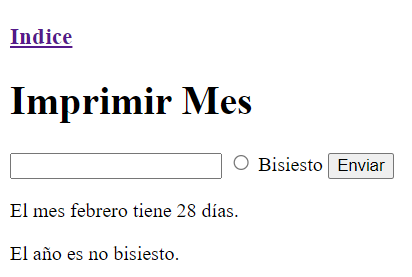 Indice
Imprimir Mes
Bisiesto Enviar
El mes febrero tiene 28 días.
El año es no bisiesto.